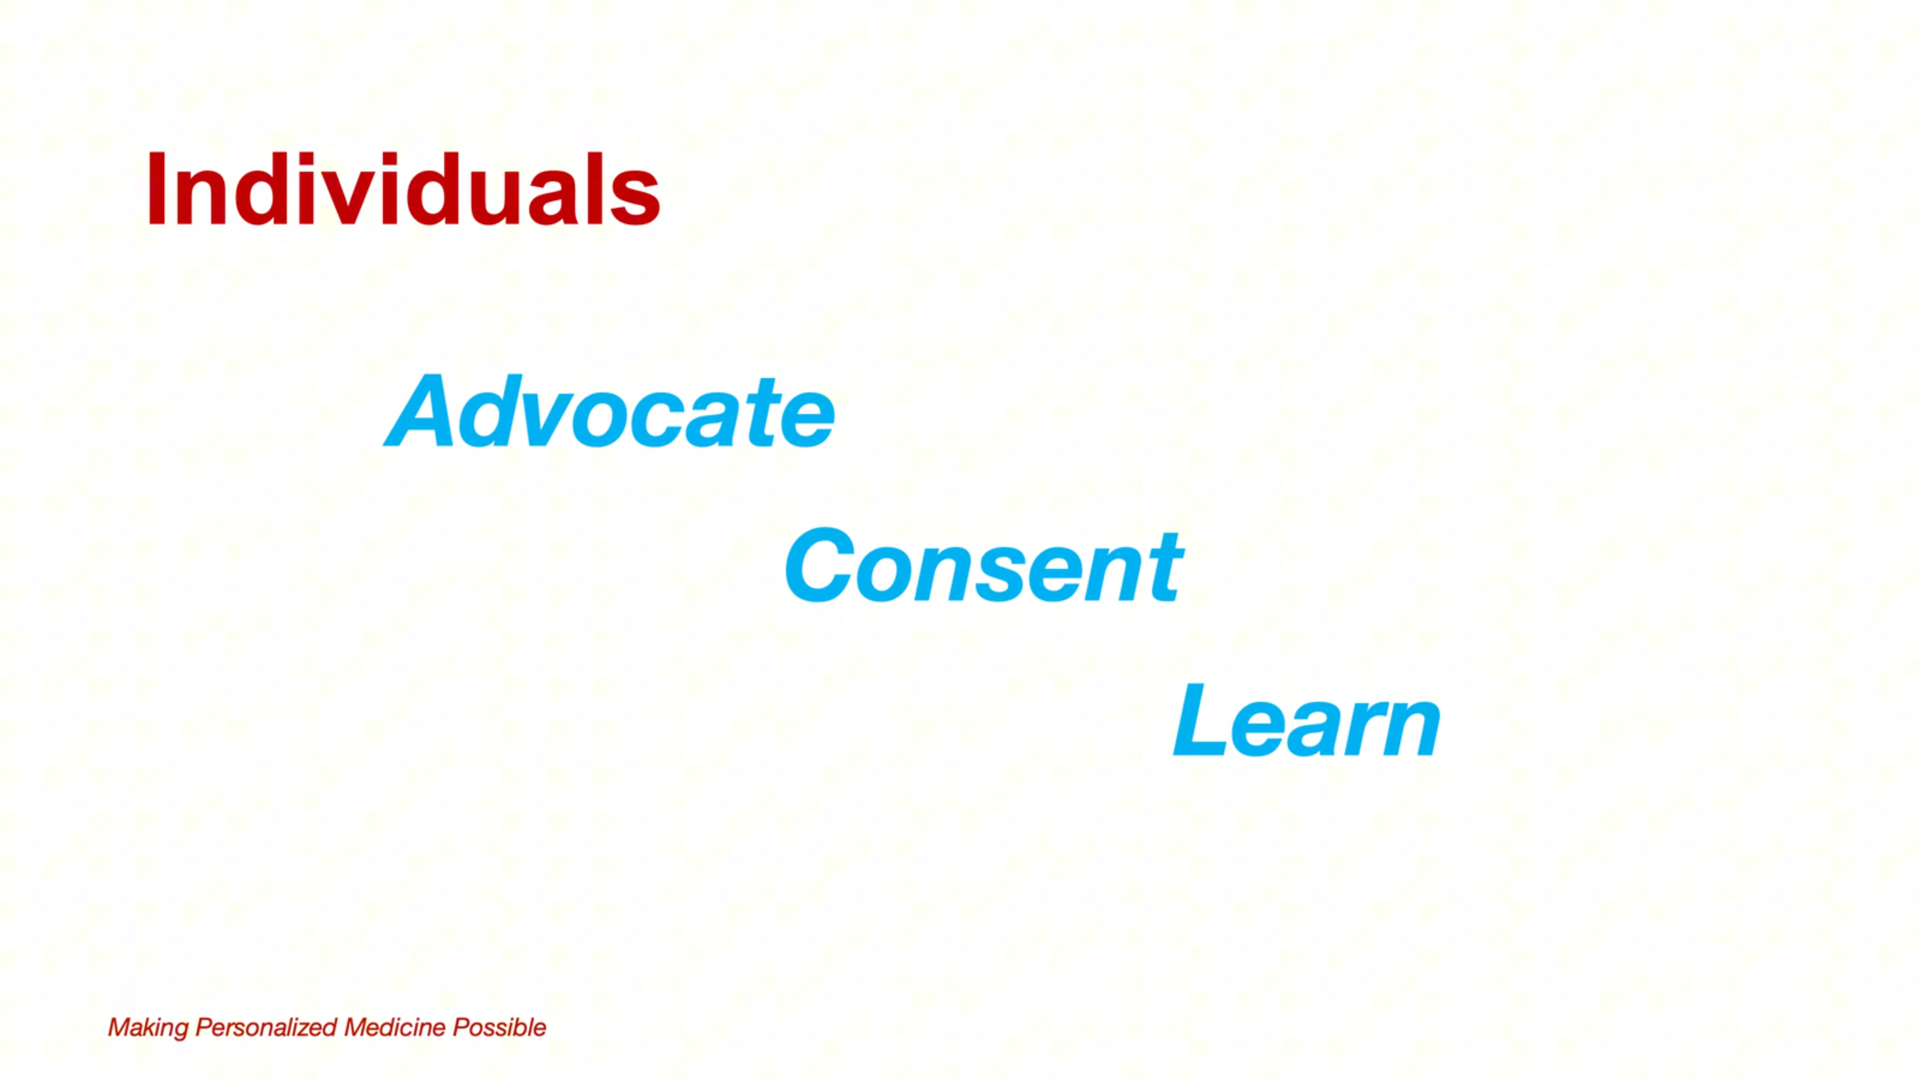 Individuals
Advocate
Consent
Learn
Making Personalized Medicine Possible